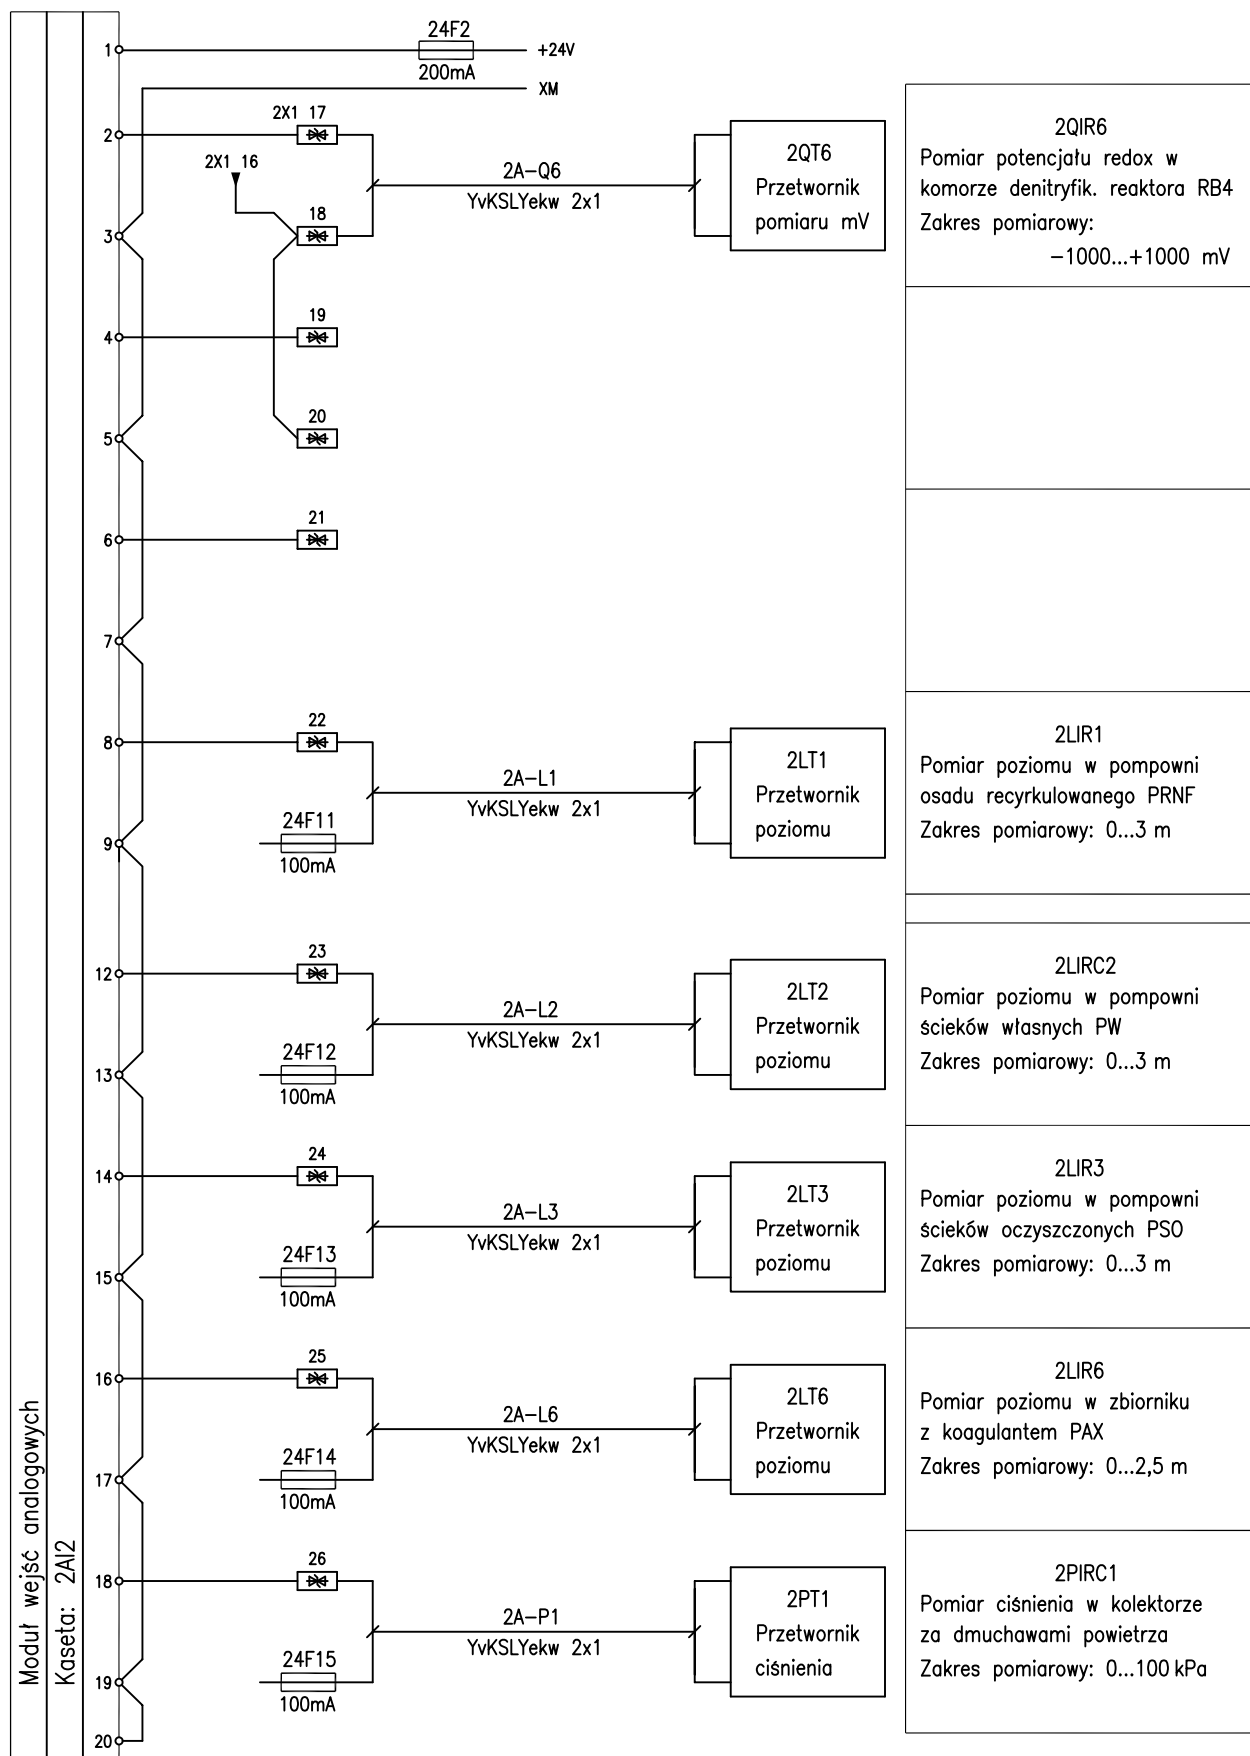 Moduł wejść analogowych
Kaseta: 2AI2
1
24F2
200mA
+24V
XM
2
2X1 17
2X1 16
18
3
2A-Q6
YvKSLYekw 2x1
2QT6
Przetwornik
pomiaru mV
2QIR6
Pomiar potencjału redox w
komorze denitryfik. reaktora RB4
Zakres pomiarowy:
-1000...+1000 mV
4
19
5
20
6
21
7
8
22
9
24F11
100mA
2A-L1
YvKSLYekw 2x1
2LT1
Przetwornik
poziomu
2LIR1
Pomiar poziomu w pompowni
osadu recyrkulowanego PRNF
Zakres pomiarowy: 0...3 m
12
23
13
24F12
100mA
2A-L2
YvKSLYekw 2x1
2LT2
Przetwornik
poziomu
2LIRC2
Pomiar poziomu w pompowni
ścieków własnych PW
Zakres pomiarowy: 0...3 m
14
24
15
24F13
100mA
2A-L3
YvKSLYekw 2x1
2LT3
Przetwornik
poziomu
2LIR3
Pomiar poziomu w pompowni
ścieków oczyszczonych PSO
Zakres pomiarowy: 0...3 m
16
25
17
24F14
100mA
2A-L6
YvKSLYekw 2x1
2LT6
Przetwornik
poziomu
2LIR6
Pomiar poziomu w zbiorniku
z koagulantem PAX
Zakres pomiarowy: 0...2,5 m
18
26
19
24F15
100mA
2A-P1
YvKSLYekw 2x1
2PT1
Przetwornik
ciśnienia
2PIRC1
Pomiar ciśnienia w kolektorze
za dmuchawami powietrza
Zakres pomiarowy: 0...100 kPa
20